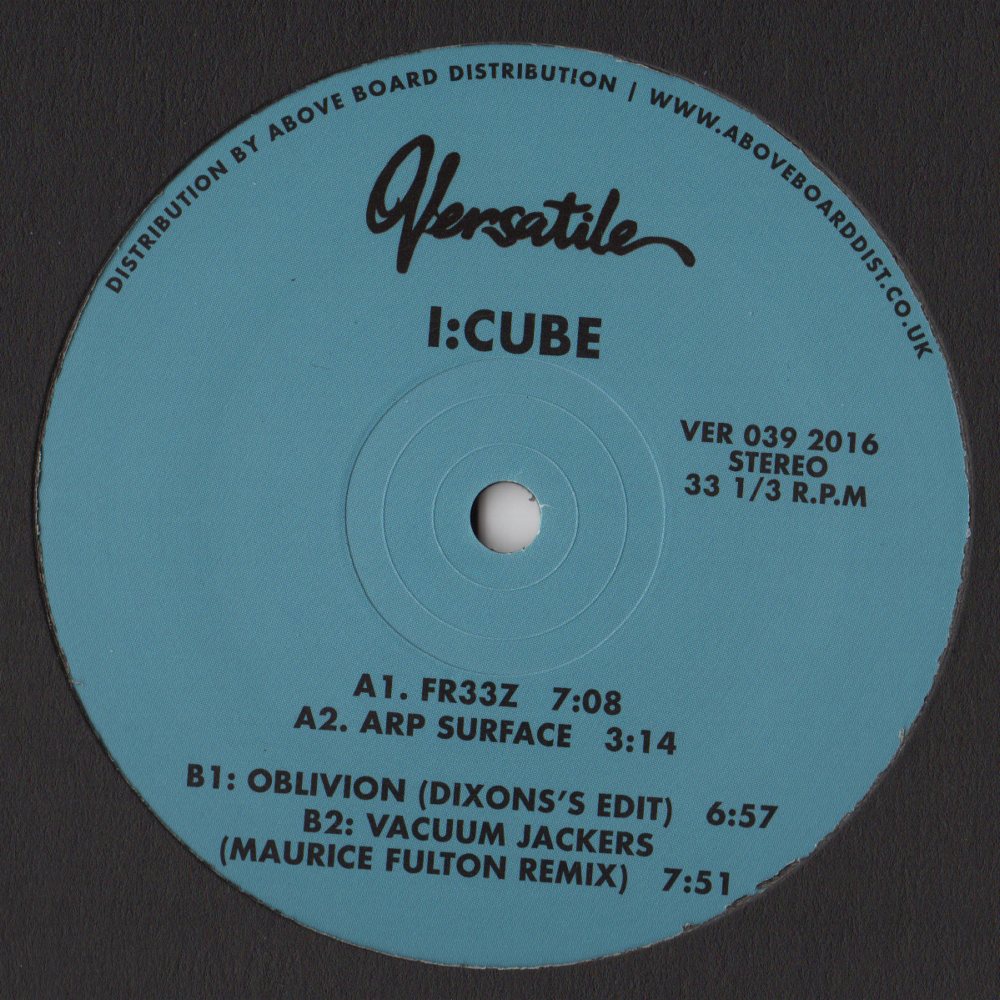 DISTRIBUTION BY ABOVE BOARD DISTRIBUTION | WWW.ABOVEBOARDDIST.CO.UK
Versatile
I:CUBE
VER 039 2016
STEREO
33 1/3 R.P.M
A1. FR33Z 7:08
A2. ARP SURFACE 3:14
B1: OBLIVION (DIXONS'S EDIT) 6:57
B2: VACUUM JACKERS
(MAURICE FULTON REMIX) 7:51